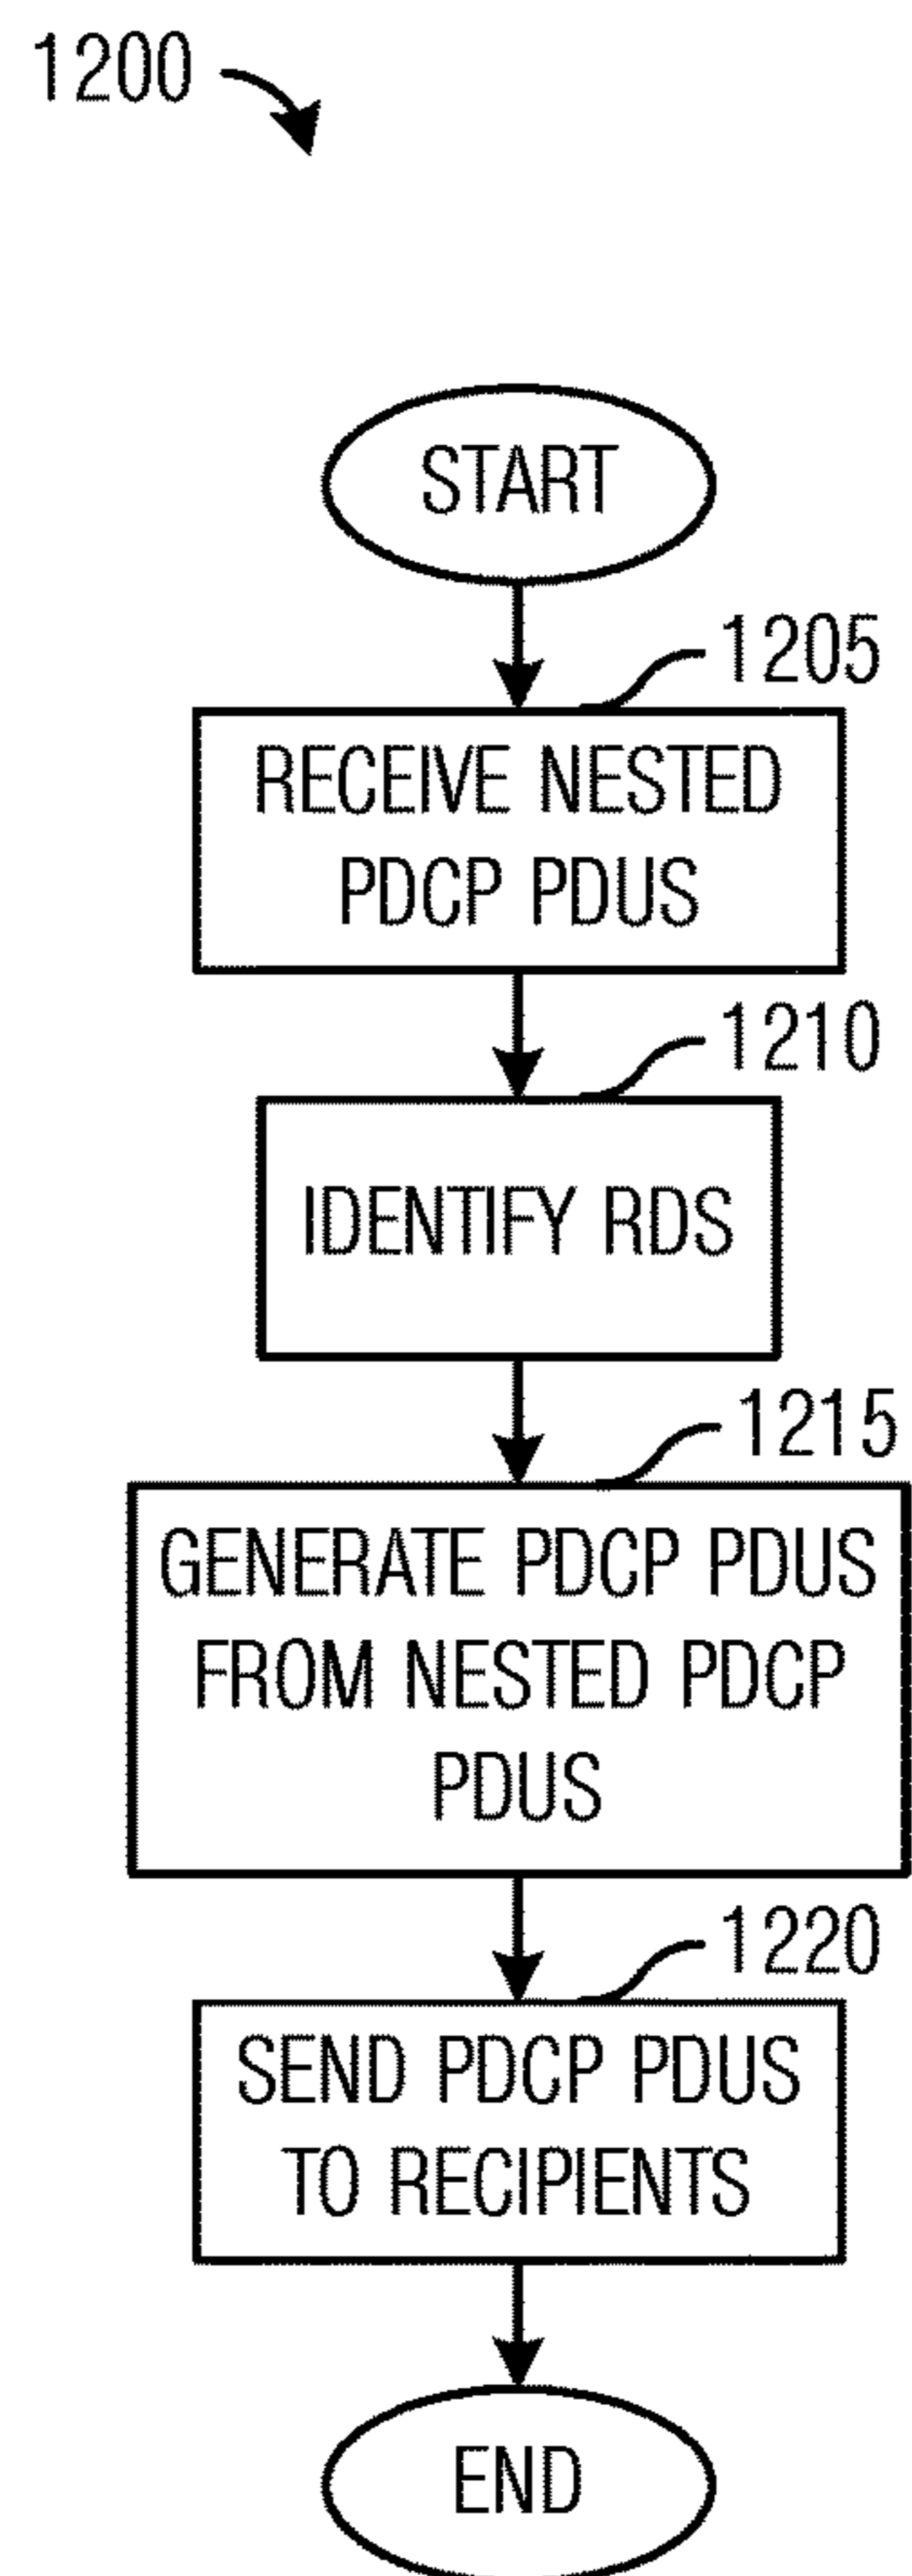 1200
START
1205
RECEIVE NESTED
PDCP PDUS
1210
IDENTIFY RDS
1215
GENERATE PDCP PDUS
FROM NESTED PDCP
PDUS
1220
SEND PDCP PDUS
TO RECIPIENTS
END